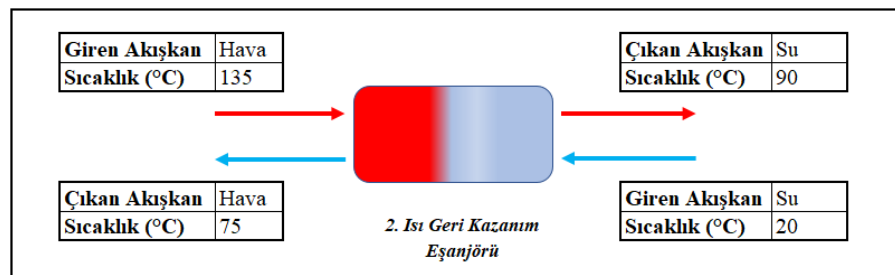 Giren Akışkan Hava
Sıcaklık (°C) 135
Çıkan Akışkan Su
Sıcaklık (°C) 90
Çıkan Akışkan Hava
Sıcaklık (°C) 75
2. Isı Geri Kazanım
Eşanjörü
Giren Akışkan Su
Sıcaklık (°C) 20